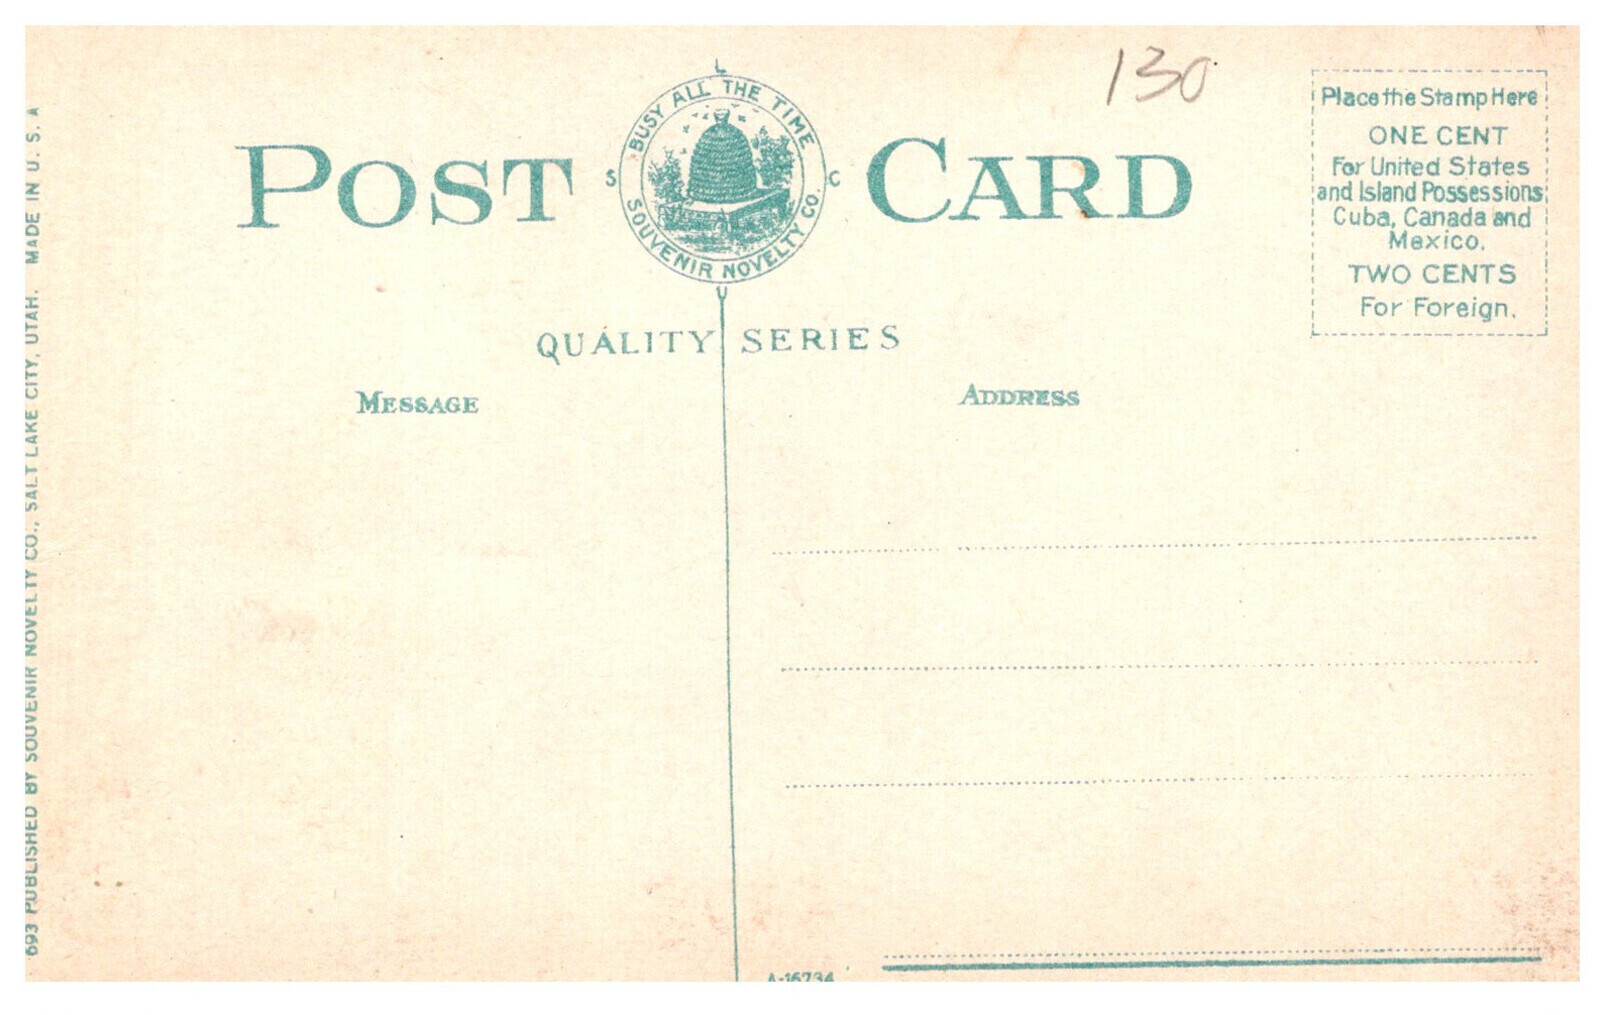 130
POST CARD
L
BUSY ALL THE TIME
S C
SOUVENIR NOVELTY CO.
Y
QUALITY SERIES
MESSAGE
ADDRESS
Place the Stamp Here
ONE CENT
For United States
and Island Possessions
Cuba, Canada and
Mexico.
TWO CENTS
For Foreign.
693 PUBLISHED BY SOUVENIR NOVELTY CO., SALT LAKE CITY, UTAH. MADE IN U. S. A
A-16734